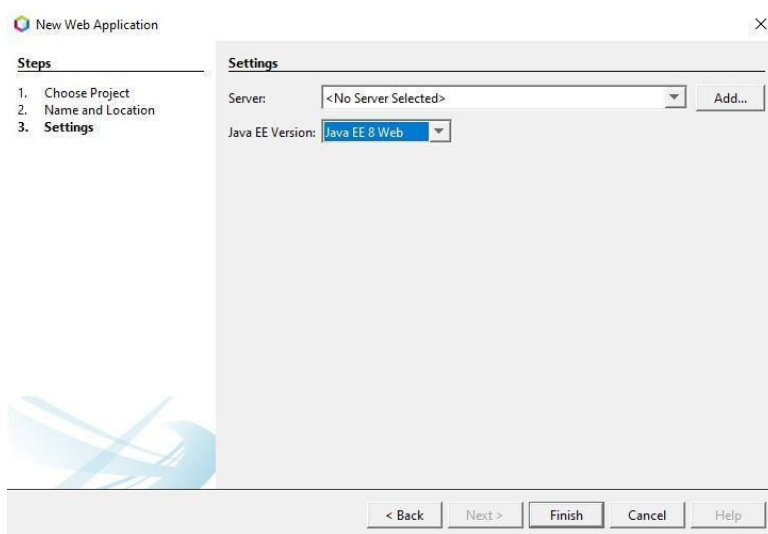 New Web Application
Steps
1. Choose Project
2. Name and Location
3. Settings
Settings
Server: <No Server Selected> Add...
Java EE Version: Java EE 8 Web
< Back Next > Finish Cancel Help